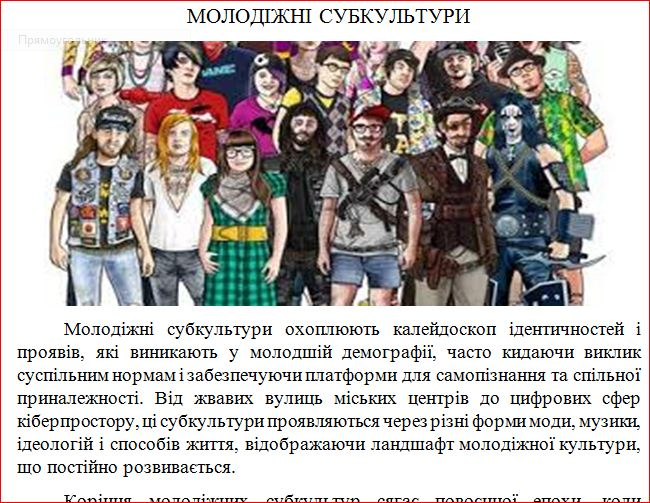 МОЛОДІЖНІ СУБКУЛЬТУРИ
Прямоугольник
Молодіжні субкультури охоплюють калейдоскоп ідентичностей і
проявів, які виникають у молодшій демографії, часто кидаючи виклик
суспільним нормам і забезпечуючи платформи для самопізнання та спільної
приналежності. Від жвавих вулиць міських центрів до цифрових сфер
кіберпростору, ці субкультури проявляються через різні форми моди, музики,
ідеологій і способів життя, відображаючи ландшафт молодіжної культури,
що постійно розвивається.
Коріння молодіжних субкультур сягає повоєнної епохи, коли